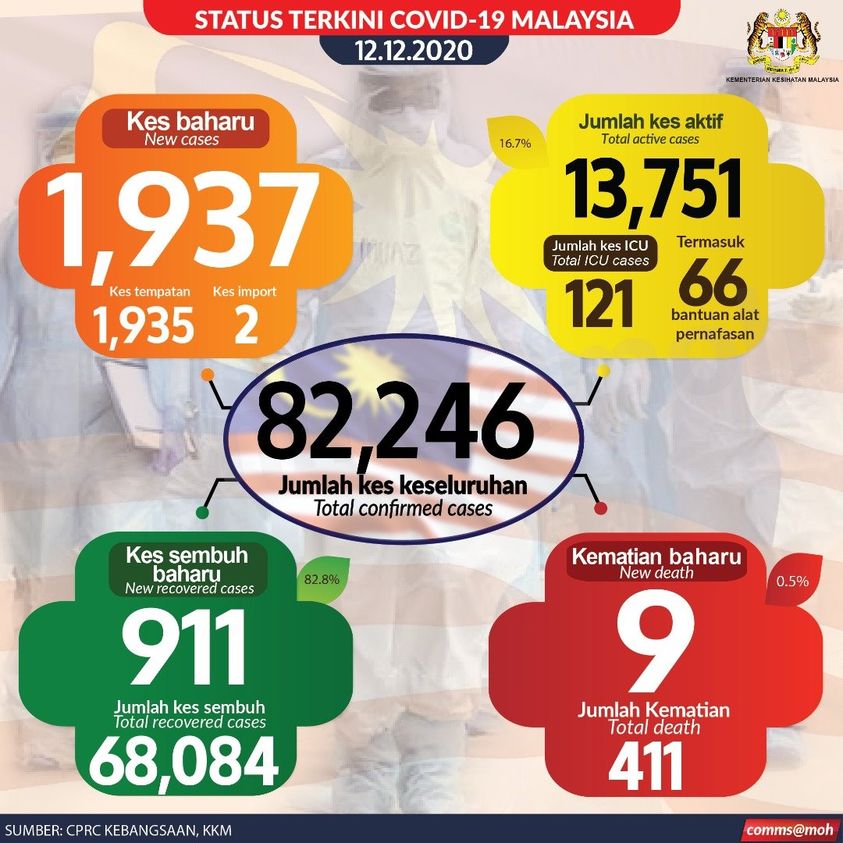 STATUS TERKINI COVID-19 MALAYSIA
12.12.2020
KEMENTERIAN KESIHATAN MALAYSIA
Kes baharu
New cases
1,937
Kes tempatan
1,935
Kes import
2
16.7%
Jumlah kes aktif
Total active cases
13,751
Jumlah kes ICU
Total ICU cases
121
Termasuk
66
bantuan alat
pernafasan
82,246
Jumlah kes keseluruhan
Total confirmed cases
Kes sembuh
baharu
New recovered cases
82.8%
911
Jumlah kes sembuh
Total recovered cases
68,084
Kematian baharu
New death
0.5%
9
Jumlah Kematian
Total death
411
SUMBER: CPRC KEBANGSAAN, KKM
comms@moh